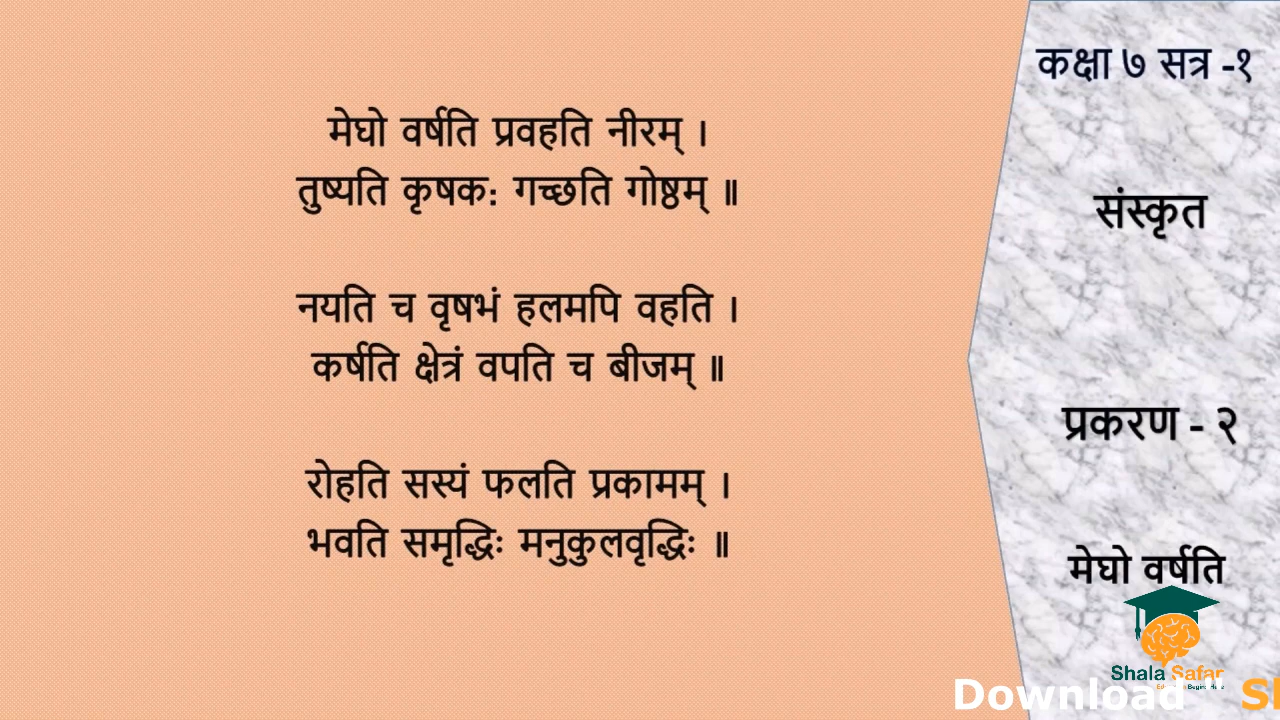 मेघो वर्षति प्रवहति नीरम् ।
तुष्यति कृषक: गच्छति गोष्ठम् ॥
नयति च वृषभं हलमपि वहति ।
कर्षति क्षेत्रं वपति च बीजम् ॥
रोहति सस्यं फलति प्रकामम् ।
भवति समृद्धिः मनुकुलवृद्धिः ॥
कक्षा ७ सत्र -१
संस्कृत
प्रकरण - २
मेघो वर्षति
Shala Safar
Download "